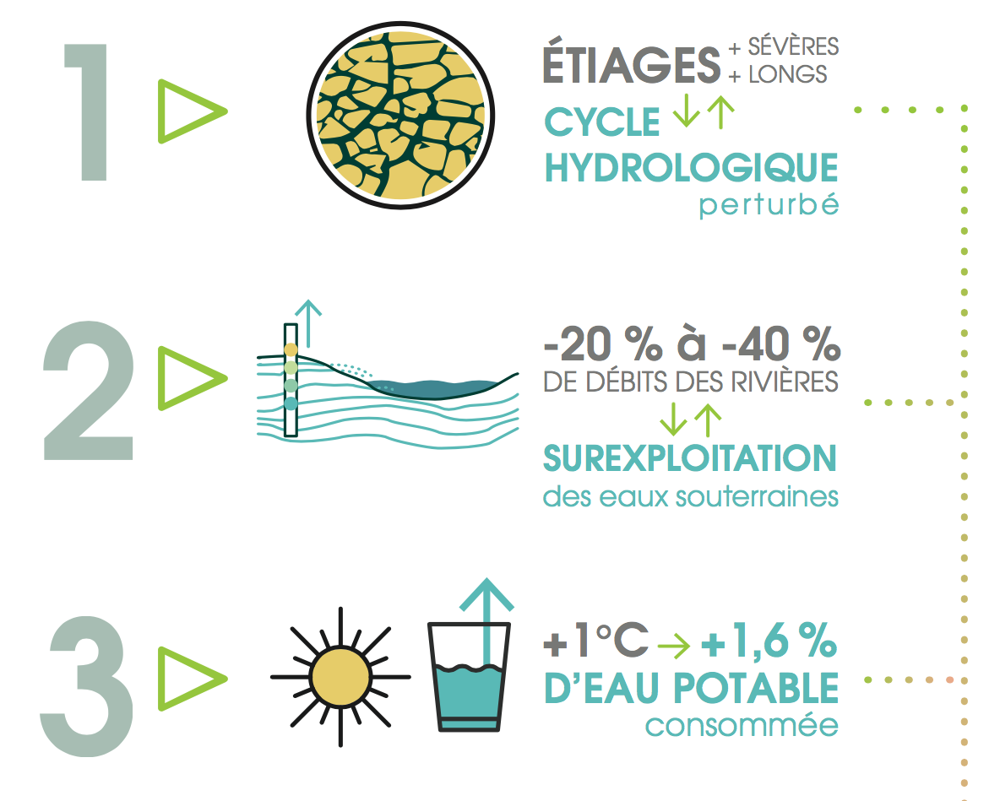 1
ÉTIAGES + SÉVÈRES
+ LONGS
CYCLE
HYDROLOGIQUE
perturbé
2
-20 % à -40 %
DE DÉBITS DES RIVIÈRES
SUREXPLOITATION
des eaux souterraines
3
+1°C → +1,6 %
D'EAU POTABLE
consommée